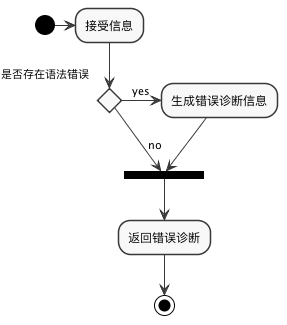 接受信息
是否存在语法错误
yes
生成错误诊断信息
no
返回错误诊断